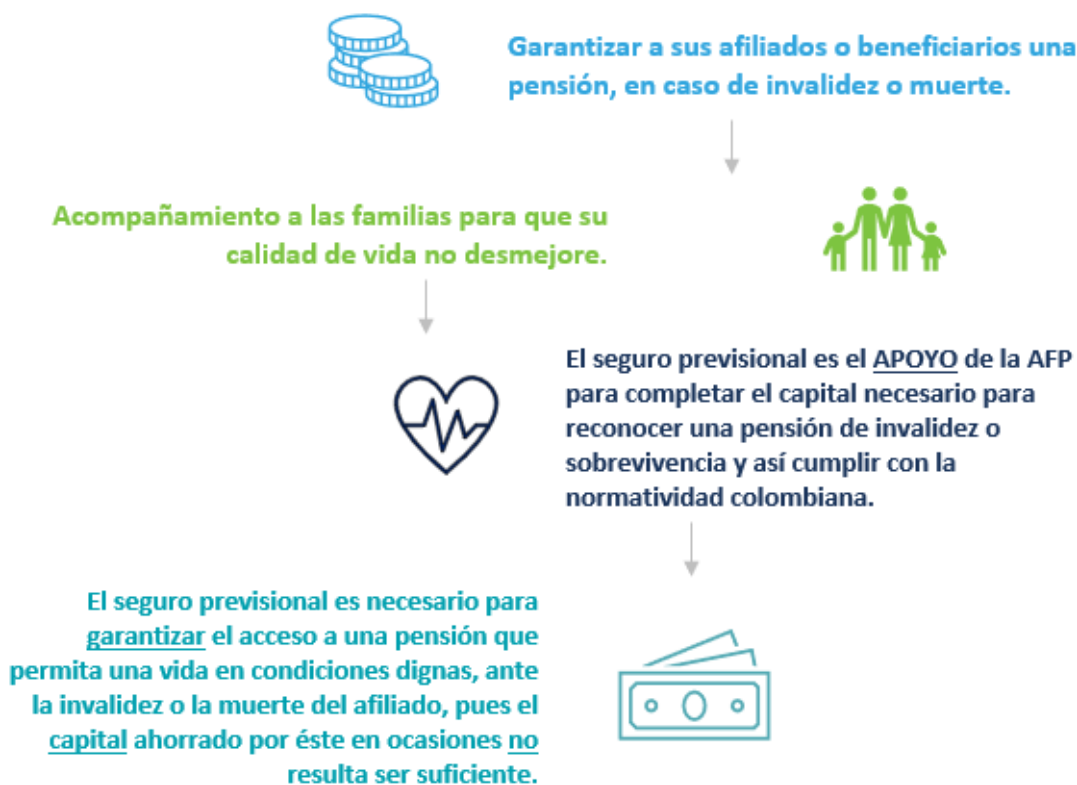 Garantizar a sus afiliados o beneficiarios una
pensión, en caso de invalidez o muerte.
Acompañamiento a las familias para que su
calidad de vida no desmejore.
El seguro previsional es el APOYO de la AFP
para completar el capital necesario para
reconocer una pensión de invalidez o
sobrevivencia y así cumplir con la
normatividad colombiana.
El seguro previsional es necesario para
garantizar el acceso a una pensión que
permita una vida en condiciones dignas, ante
la invalidez o la muerte del afiliado, pues el
capital ahorrado por éste en ocasiones no
resulta ser suficiente.